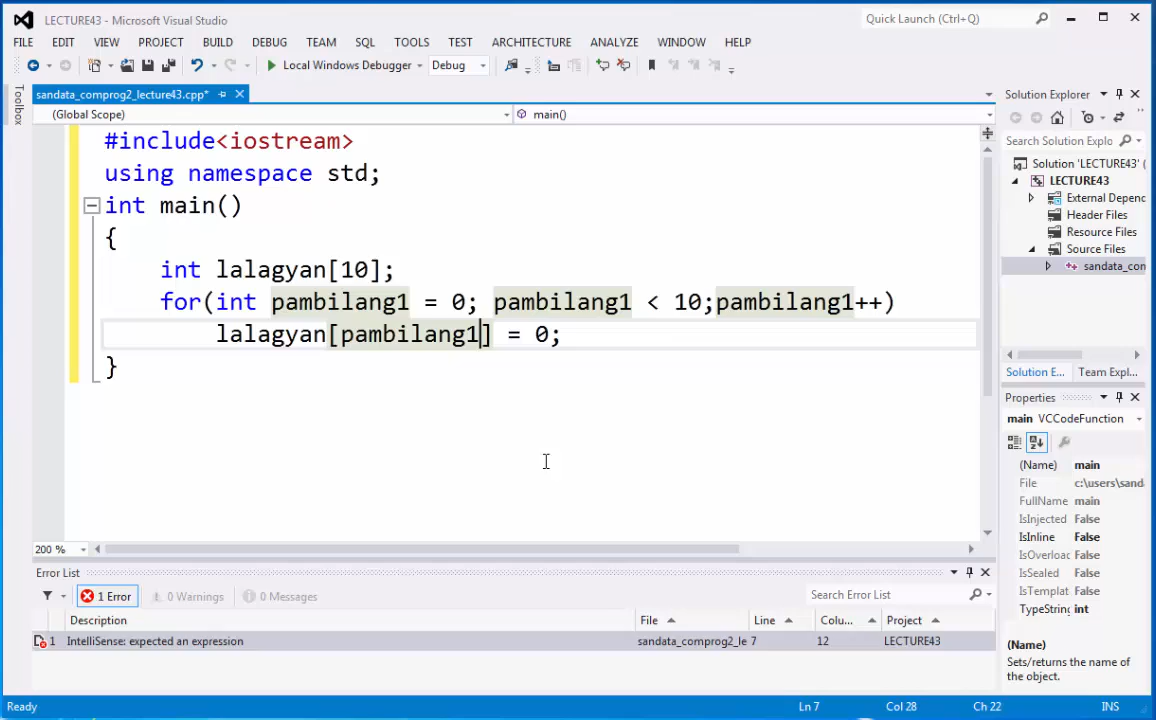 LECTURE43 - Microsoft Visual Studio
Quick Launch (Ctrl+Q)
FILE EDIT VIEW PROJECT BUILD DEBUG TEAM SQL TOOLS TEST ARCHITECTURE ANALYZE WINDOW HELP
Local Windows Debugger Debug
Toolbox
sandata_comprog2_lecture43.cpp*
(Global Scope) main()
#include<iostream>
using namespace std;
int main()
{
int lalagyan[10];
for(int pambilang1 = 0; pambilang1 < 10;pambilang1++)
lalagyan[pambilang1] = 0;
}
200 %
Solution Explorer
Search Solution Explo
Solution 'LECTURE43' (
LECTURE43
External Depenc
Header Files
Resource Files
Source Files
sandata_con
Solution E... Team Expl...
Properties
main VCCodeFunction
(Name) main
File c:\users\sand
FullName main
IsInjected False
IsInline False
IsOverloac False
IsSealed False
IsTemplat False
TypeString int
(Name)
Sets/returns the name of
the object.
Error List
1 Error 0 Warnings 0 Messages
Search Error List
Description File Line Colu... Project
1 IntelliSense: expected an expression sandata_comprog2_le 7 12 LECTURE43
Ready Ln 7 Col 28 Ch 22 INS